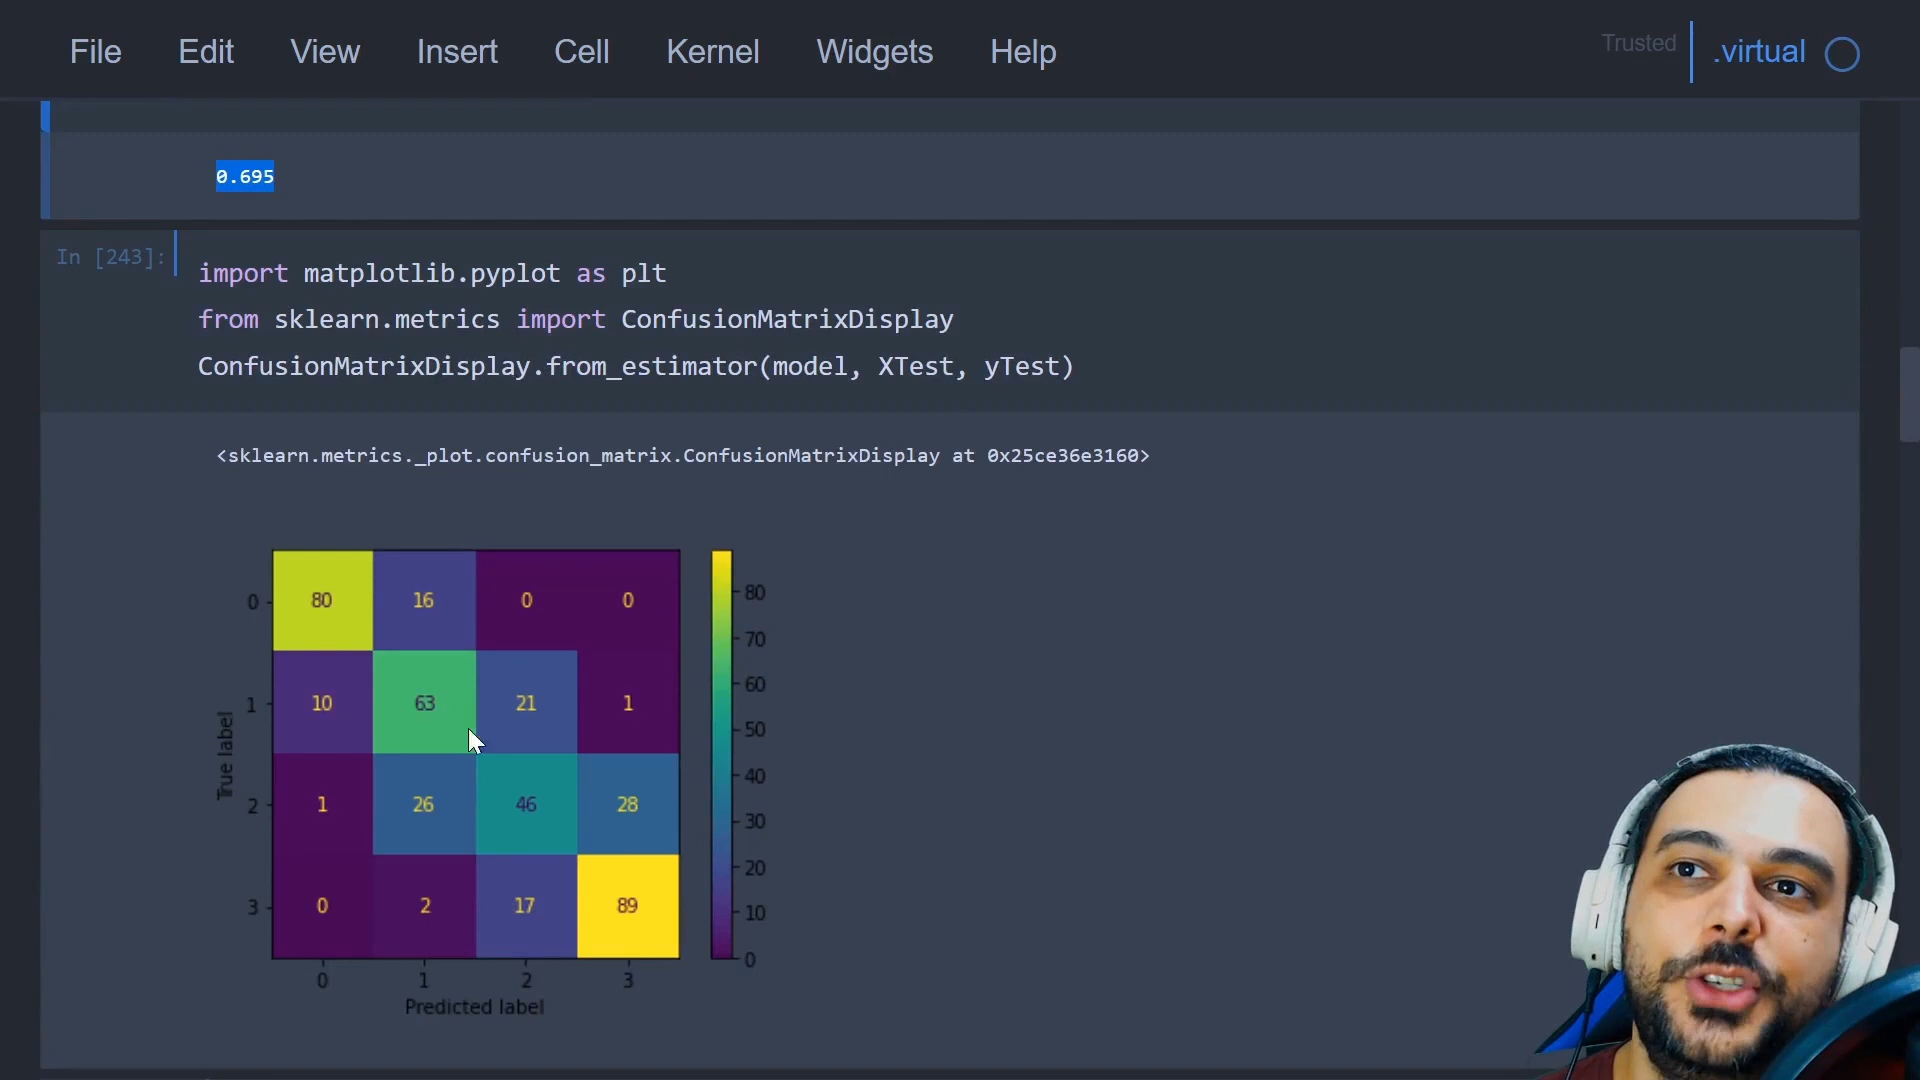 File Edit View Insert Cell Kernel Widgets Help Trusted .virtual
0.695
In [243]:
import matplotlib.pyplot as plt
from sklearn.metrics import ConfusionMatrixDisplay
ConfusionMatrixDisplay.from_estimator(model, XTest, yTest)
<sklearn.metrics._plot.confusion_matrix.ConfusionMatrixDisplay at 0x25ce36e3160>
0 80 16 0 0
1 10 63 21 1
2 1 26 46 28
3 0 2 17 89
0 1 2 3
True label
Predicted label
80
70
60
50
40
30
20
10
0